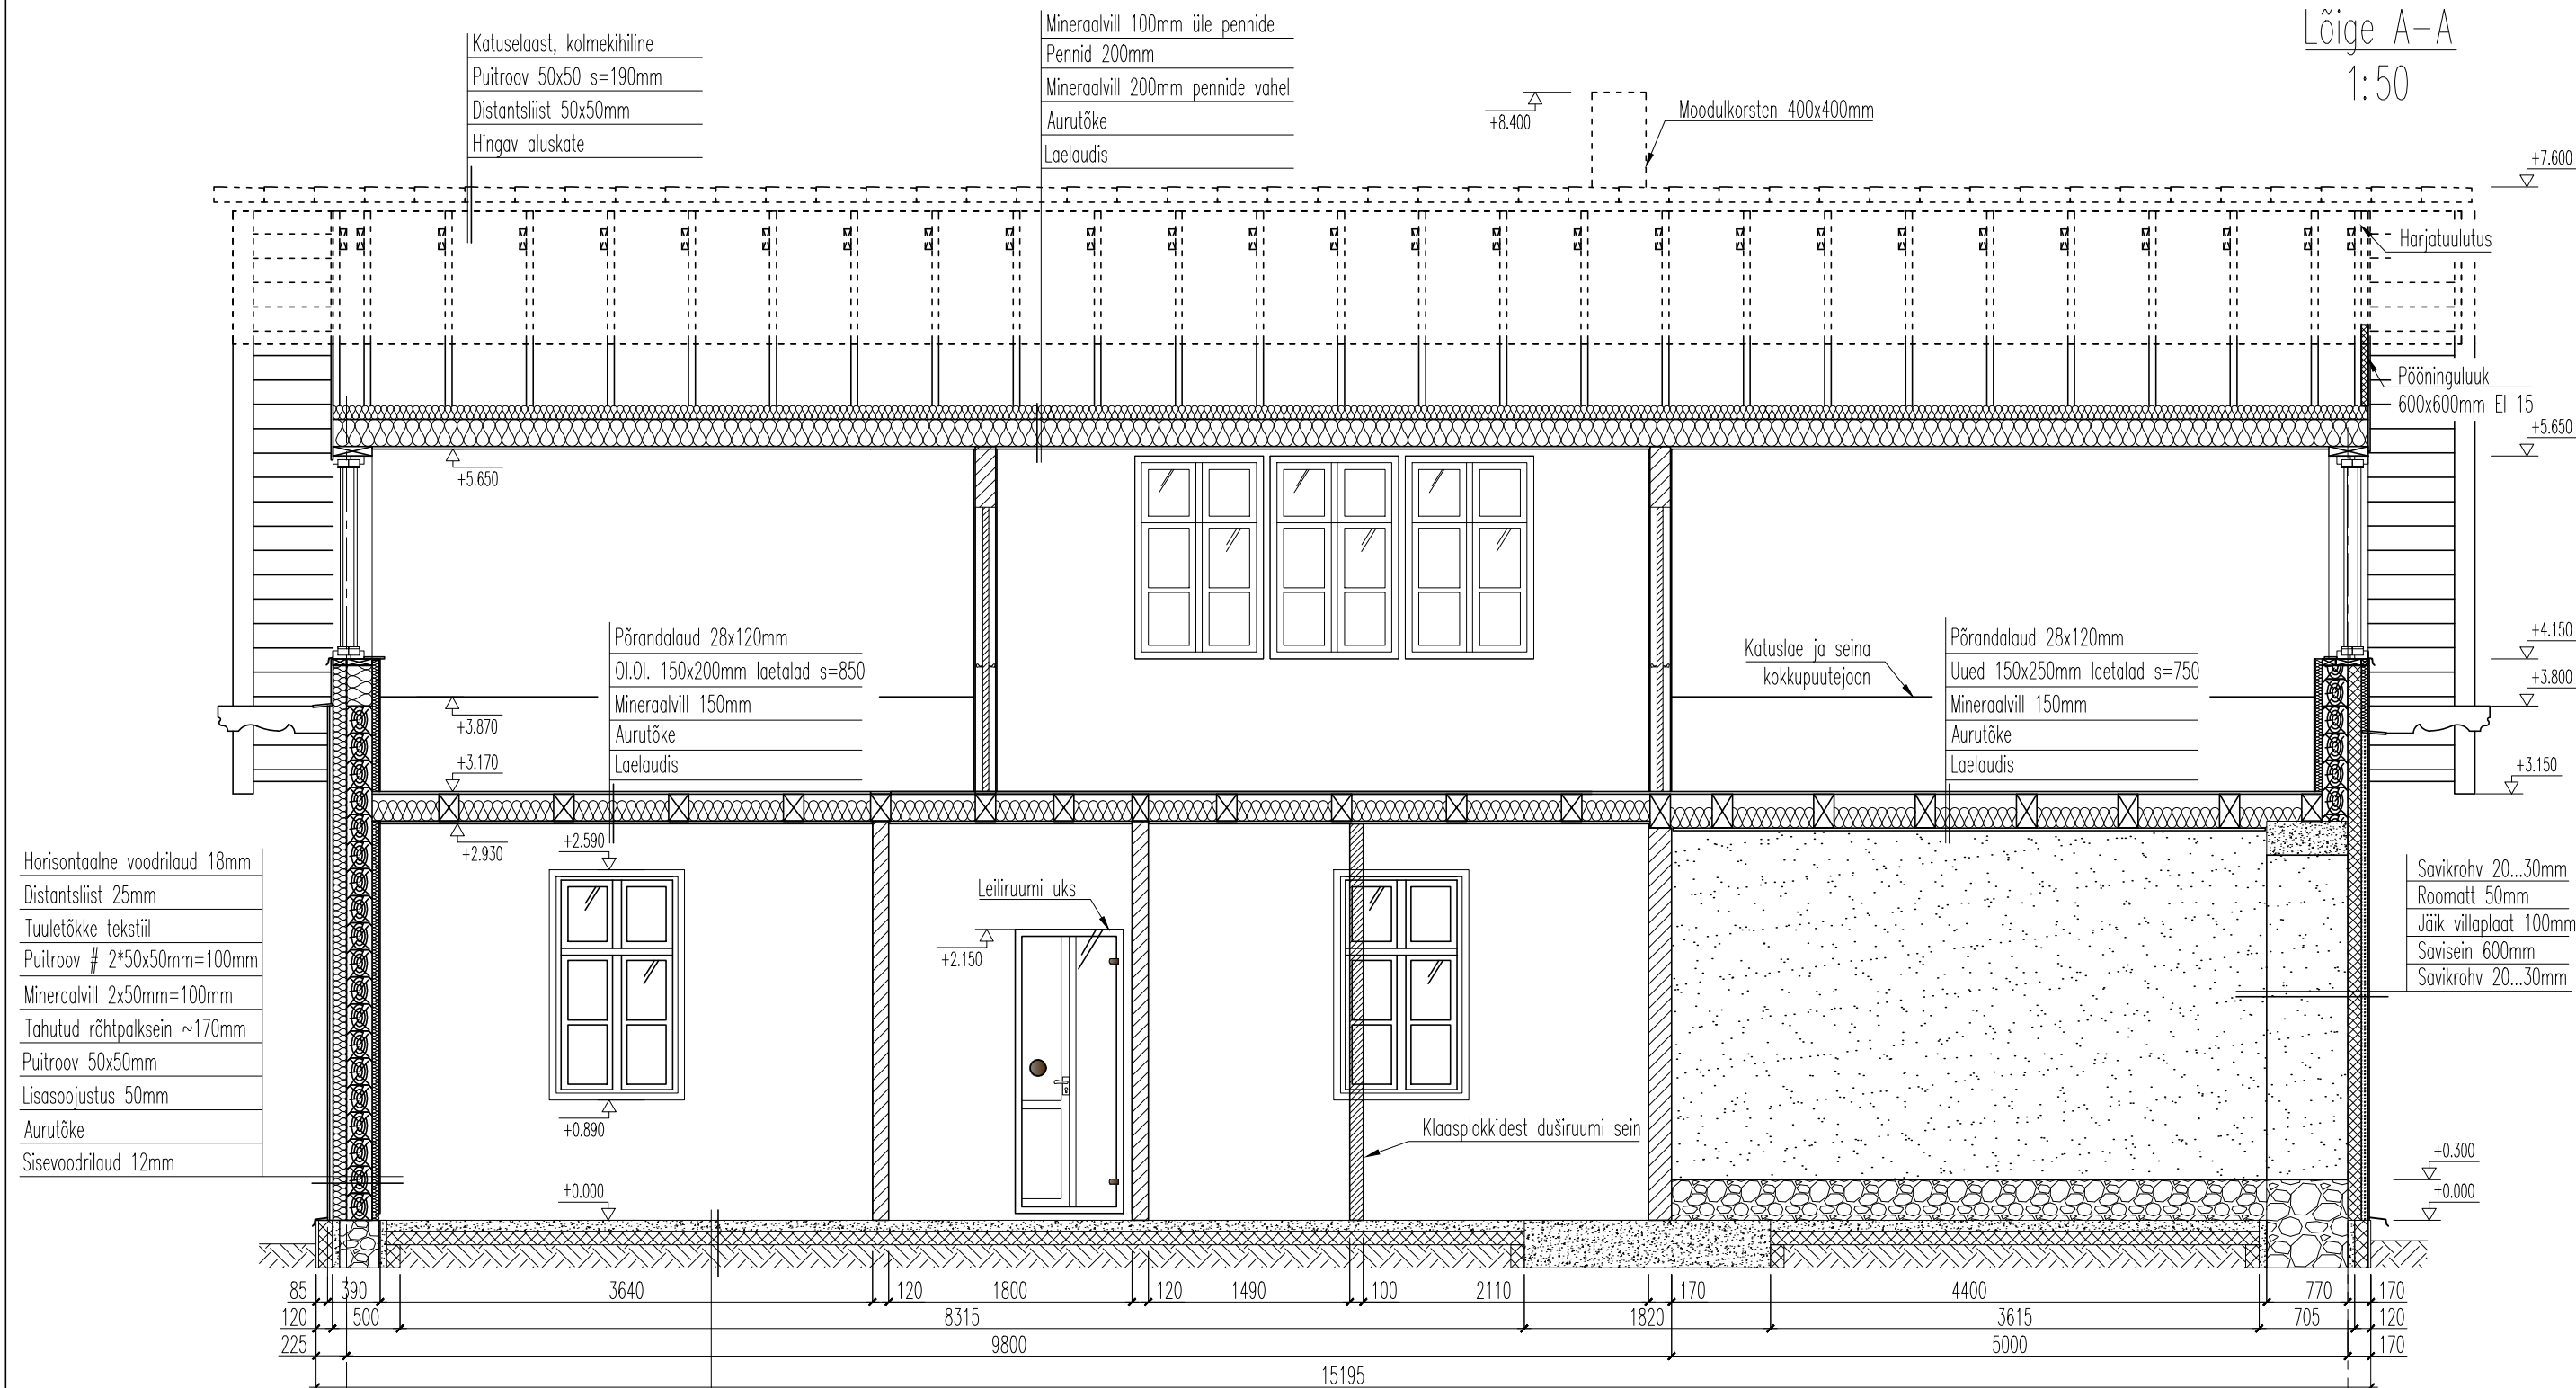 Lõige A-A
1:50
Katuselaast, kolmekihiline
Puitroov 50x50 s=190mm
Distantsliist 50x50mm
Hingav aluskate
Mineraalvill 100mm üle pennide
Pennid 200mm
Mineraalvill 200mm pennide vahel
Aurutõke
Laelaudis
+8.400
Moodulkorsten 400x400mm
+7.600
Harjatuulutus
Pööninguluuk
600x600mm EI 15
+5.650
+5.650
Põrandalaud 28x120mm
Ol.Ol. 150x200mm laetalad s=850
Mineraalvill 150mm
Aurutõke
Laelaudis
Katuslae ja seina
kokkupuutejoon
Põrandalaud 28x120mm
Uued 150x250mm laetalad s=750
Mineraalvill 150mm
Aurutõke
Laelaudis
+4.150
+3.800
+3.870
+3.170
+3.150
+2.930
+2.590
Horisontaalne voodrilaud 18mm
Distantsliist 25mm
Tuuletõkke tekstiil
Puitroov # 2*50x50mm=100mm
Mineraalvill 2x50mm=100mm
Tahutud rõhtpalksein ~170mm
Puitroov 50x50mm
Lisasoojustus 50mm
Aurutõke
Sisevoodrilaud 12mm
Leiliruumi uks
+2.150
Savikrohv 20...30mm
Roomatt 50mm
Jäik villaplaat 100mm
Savisein 600mm
Savikrohv 20...30mm
+0.890
Klaasplokkidest duširuumi sein
+0.300
±0.000
±0.000
85 390 3640 120 1800 120 1490 100 2110 170 4400 770 170
120 500 8315 1820 3615 705 120
225 9800 5000 170
15195